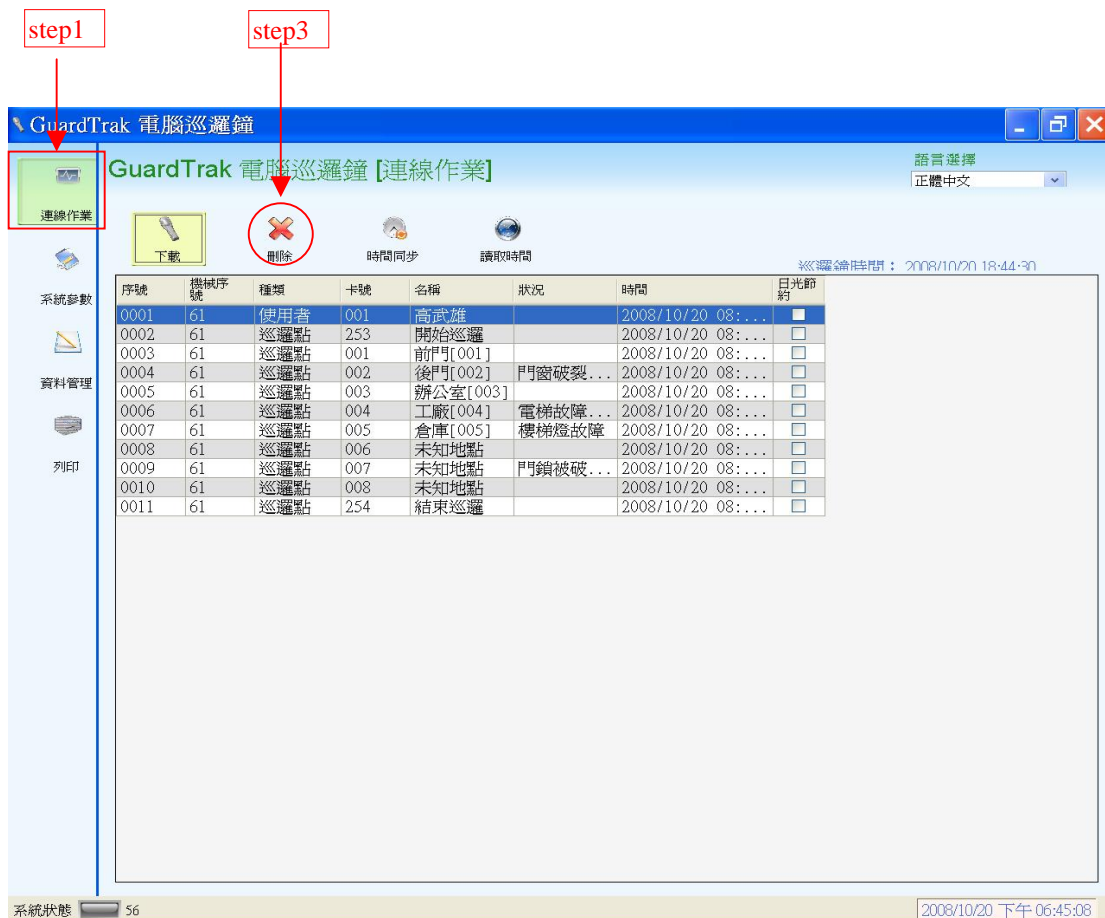 step1
step3
GuardTrak 電腦巡邏鐘
GuardTrak 電腦巡邏鐘 [連線作業]
語言選擇
正體中文
連線作業
系統參數
資料管理
列印
下載
刪除
時間同步
讀取時間
巡邏鐘時間： 2008/10/20 18:44:30
序號 機械序號 種類 卡號 名稱 狀況 時間 日光節約
0001 61 使用者 001 高武雄 2008/10/20 08:...
0002 61 巡邏點 253 開始巡邏 2008/10/20 08:...
0003 61 巡邏點 001 前門[001] 2008/10/20 08:...
0004 61 巡邏點 002 後門[002] 門窗破裂... 2008/10/20 08:...
0005 61 巡邏點 003 辦公室[003] 2008/10/20 08:...
0006 61 巡邏點 004 工廠[004] 電梯故障... 2008/10/20 08:...
0007 61 巡邏點 005 倉庫[005] 樓梯燈故障 2008/10/20 08:...
0008 61 巡邏點 006 未知地點 2008/10/20 08:...
0009 61 巡邏點 007 未知地點 門鎖被破... 2008/10/20 08:...
0010 61 巡邏點 008 未知地點 2008/10/20 08:...
0011 61 巡邏點 254 結束巡邏 2008/10/20 08:...
系統狀態 56
2008/10/20 下午 06:45:08